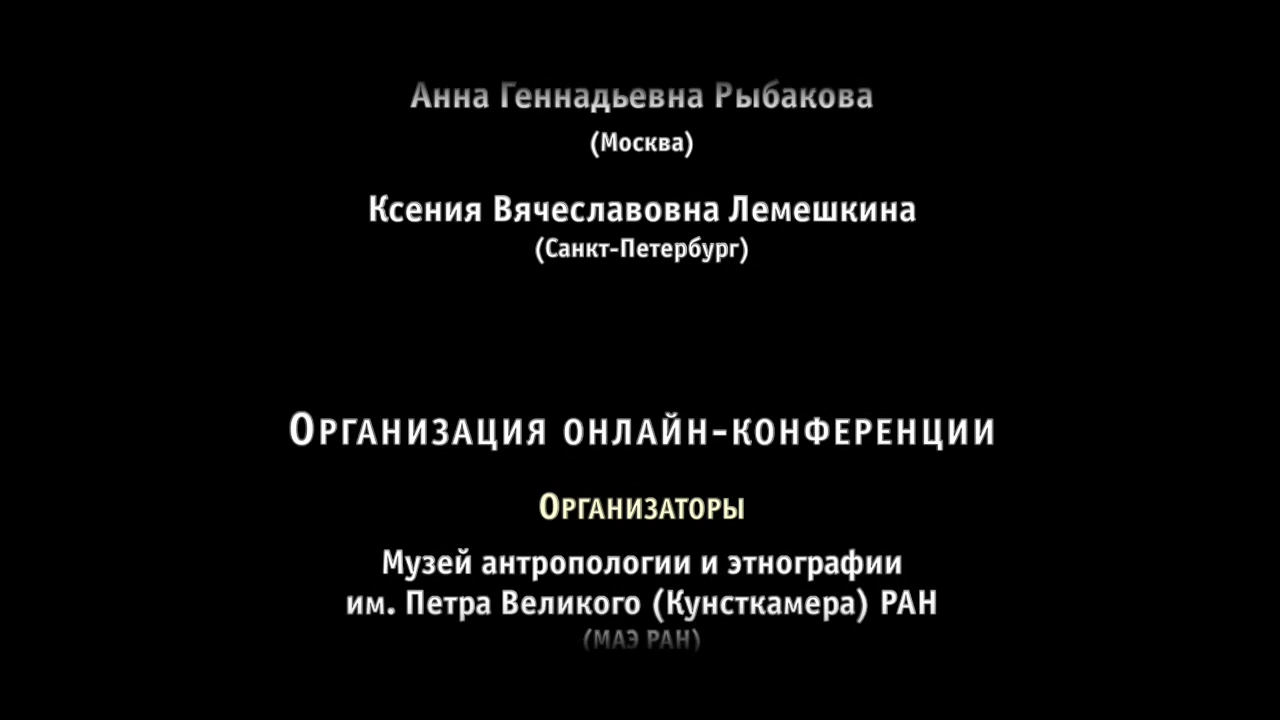 Анна Геннадьевна Рыбакова
(Москва)
Ксения Вячеславовна Лемешкина
(Санкт-Петербург)
Организация онлайн-конференции
Организаторы
Музей антропологии и этнографии
им. Петра Великого (Кунсткамера) РАН
(МАЭ РАН)